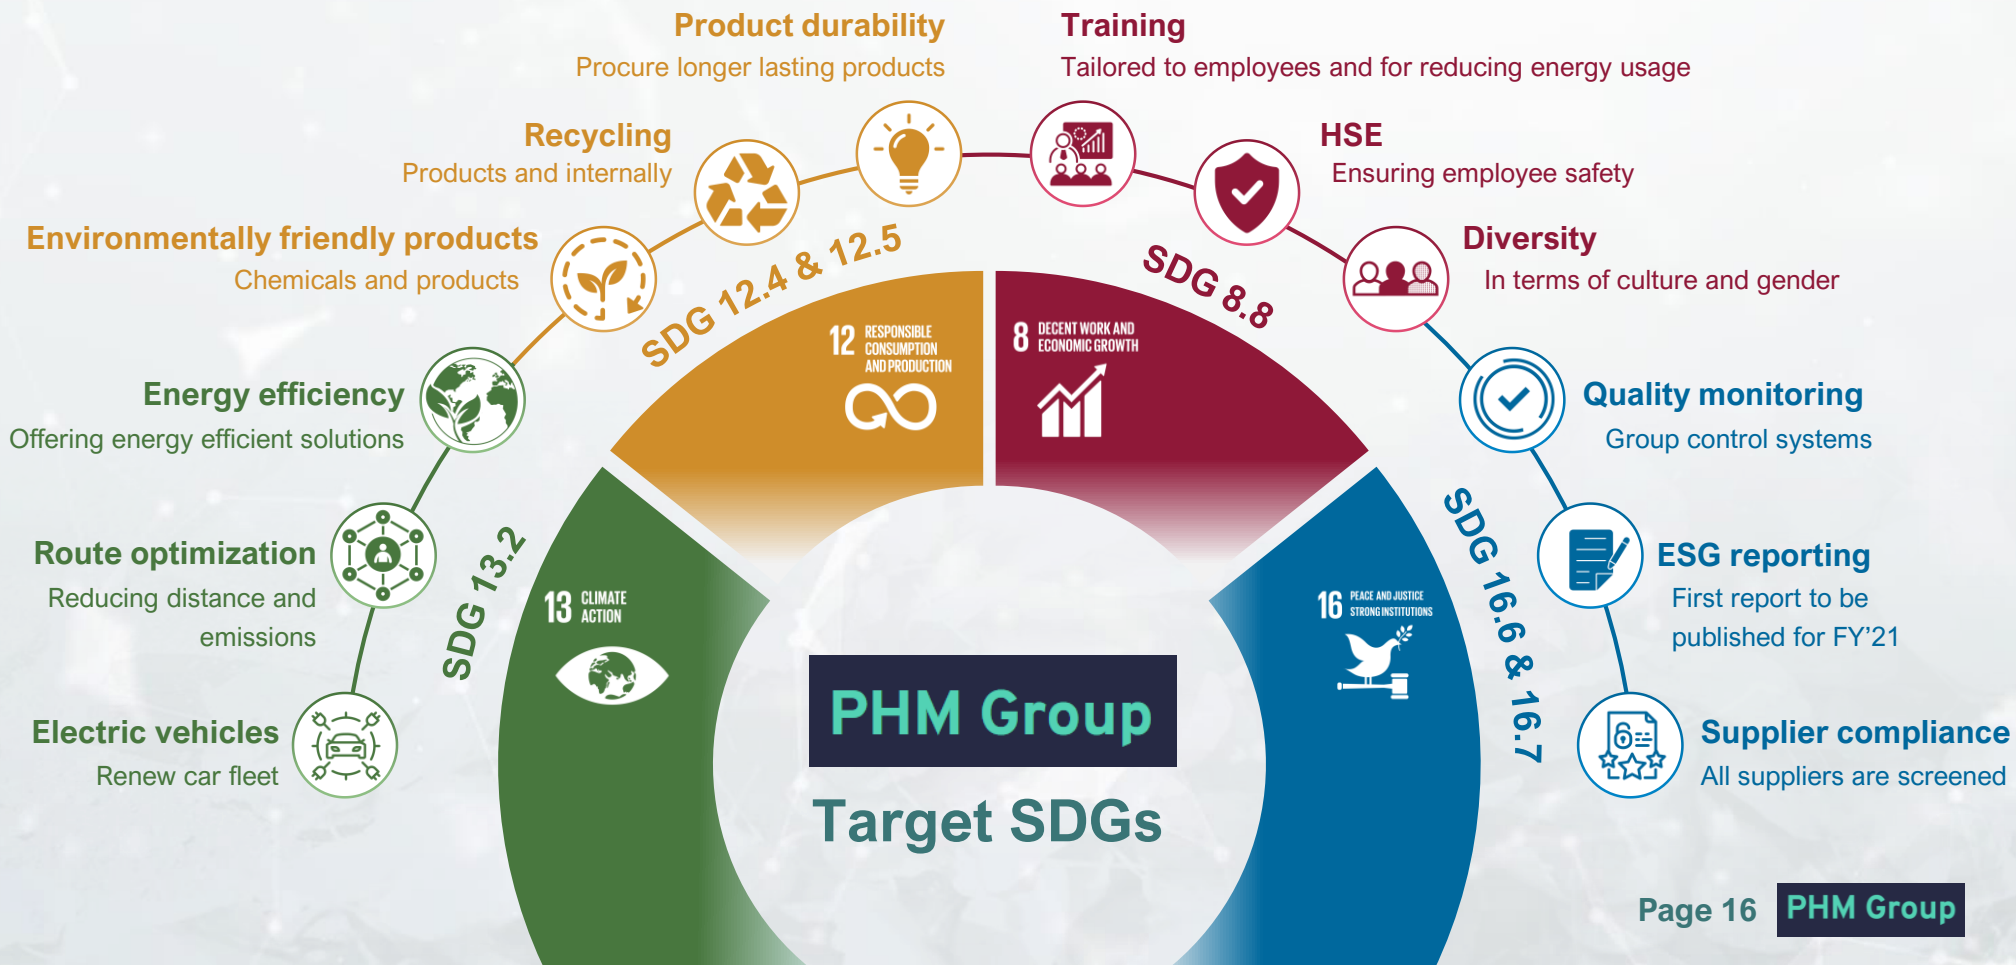 Product durability
Procure longer lasting products
Training
Tailored to employees and for reducing energy usage
Recycling
Products and internally
HSE
Ensuring employee safety
Environmentally friendly products
Chemicals and products
Diversity
In terms of culture and gender
SDG 12.4 & 12.5
SDG 8.8
12 RESPONSIBLE
CONSUMPTION
AND PRODUCTION
8 DECENT WORK AND
ECONOMIC GROWTH
Energy efficiency
Offering energy efficient solutions
Quality monitoring
Group control systems
Route optimization
Reducing distance and
emissions
SDG 13.2
13 CLIMATE
ACTION
16 PEACE AND JUSTICE
STRONG INSTITUTIONS
SDG 16.6 & 16.7
ESG reporting
First report to be
published for FY’21
Electric vehicles
Renew car fleet
PHM Group
Target SDGs
Supplier compliance
All suppliers are screened
Page 16
PHM Group